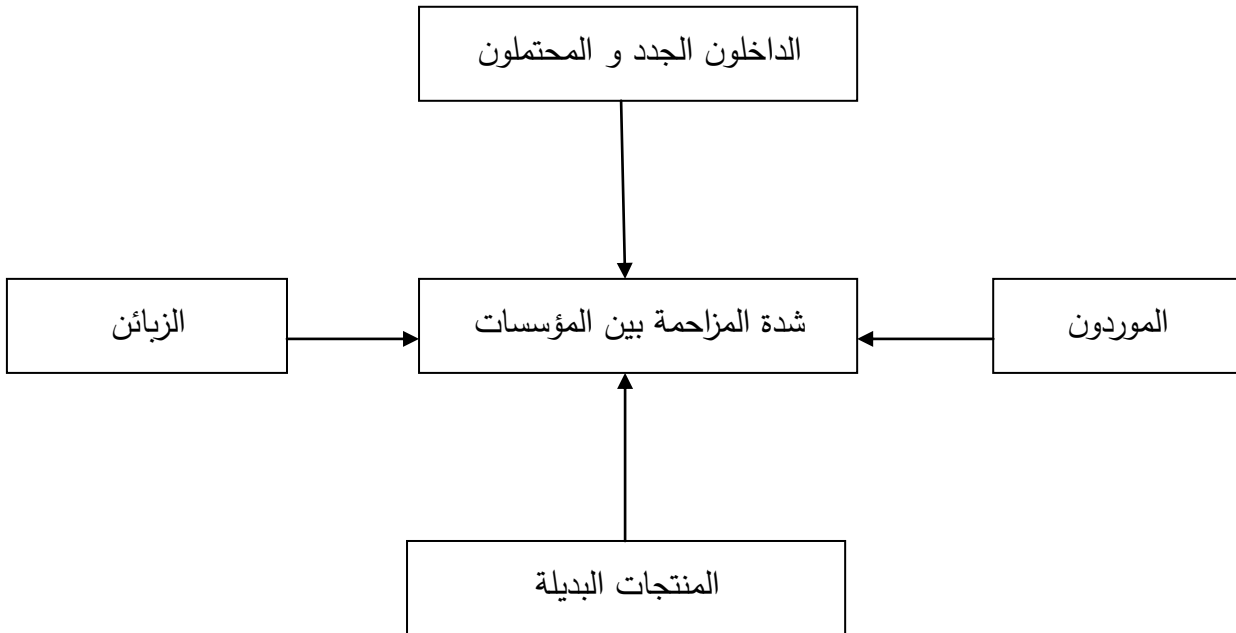 الداخلون الجدد و المحتملون
الموردون
شدة المزاحمة بين المؤسسات
الزبائن
المنتجات البديلة